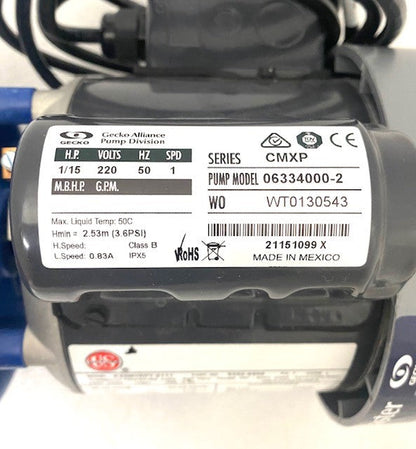 GECKO
Gecko Alliance
Pump Division
H.P. VOLTS HZ SPD
1/15 220 50 1
M.B.H.P. G.P.M.
SERIES CMXP
PUMP MODEL 06334000-2
WO WT0130543
Max. Liquid Temp: 50C
Hmin = 2.53m (3.6PSI)
H.Speed: Class B
L.Speed: 0.83A IPX5
RoHS
21151099 X
MADE IN MEXICO